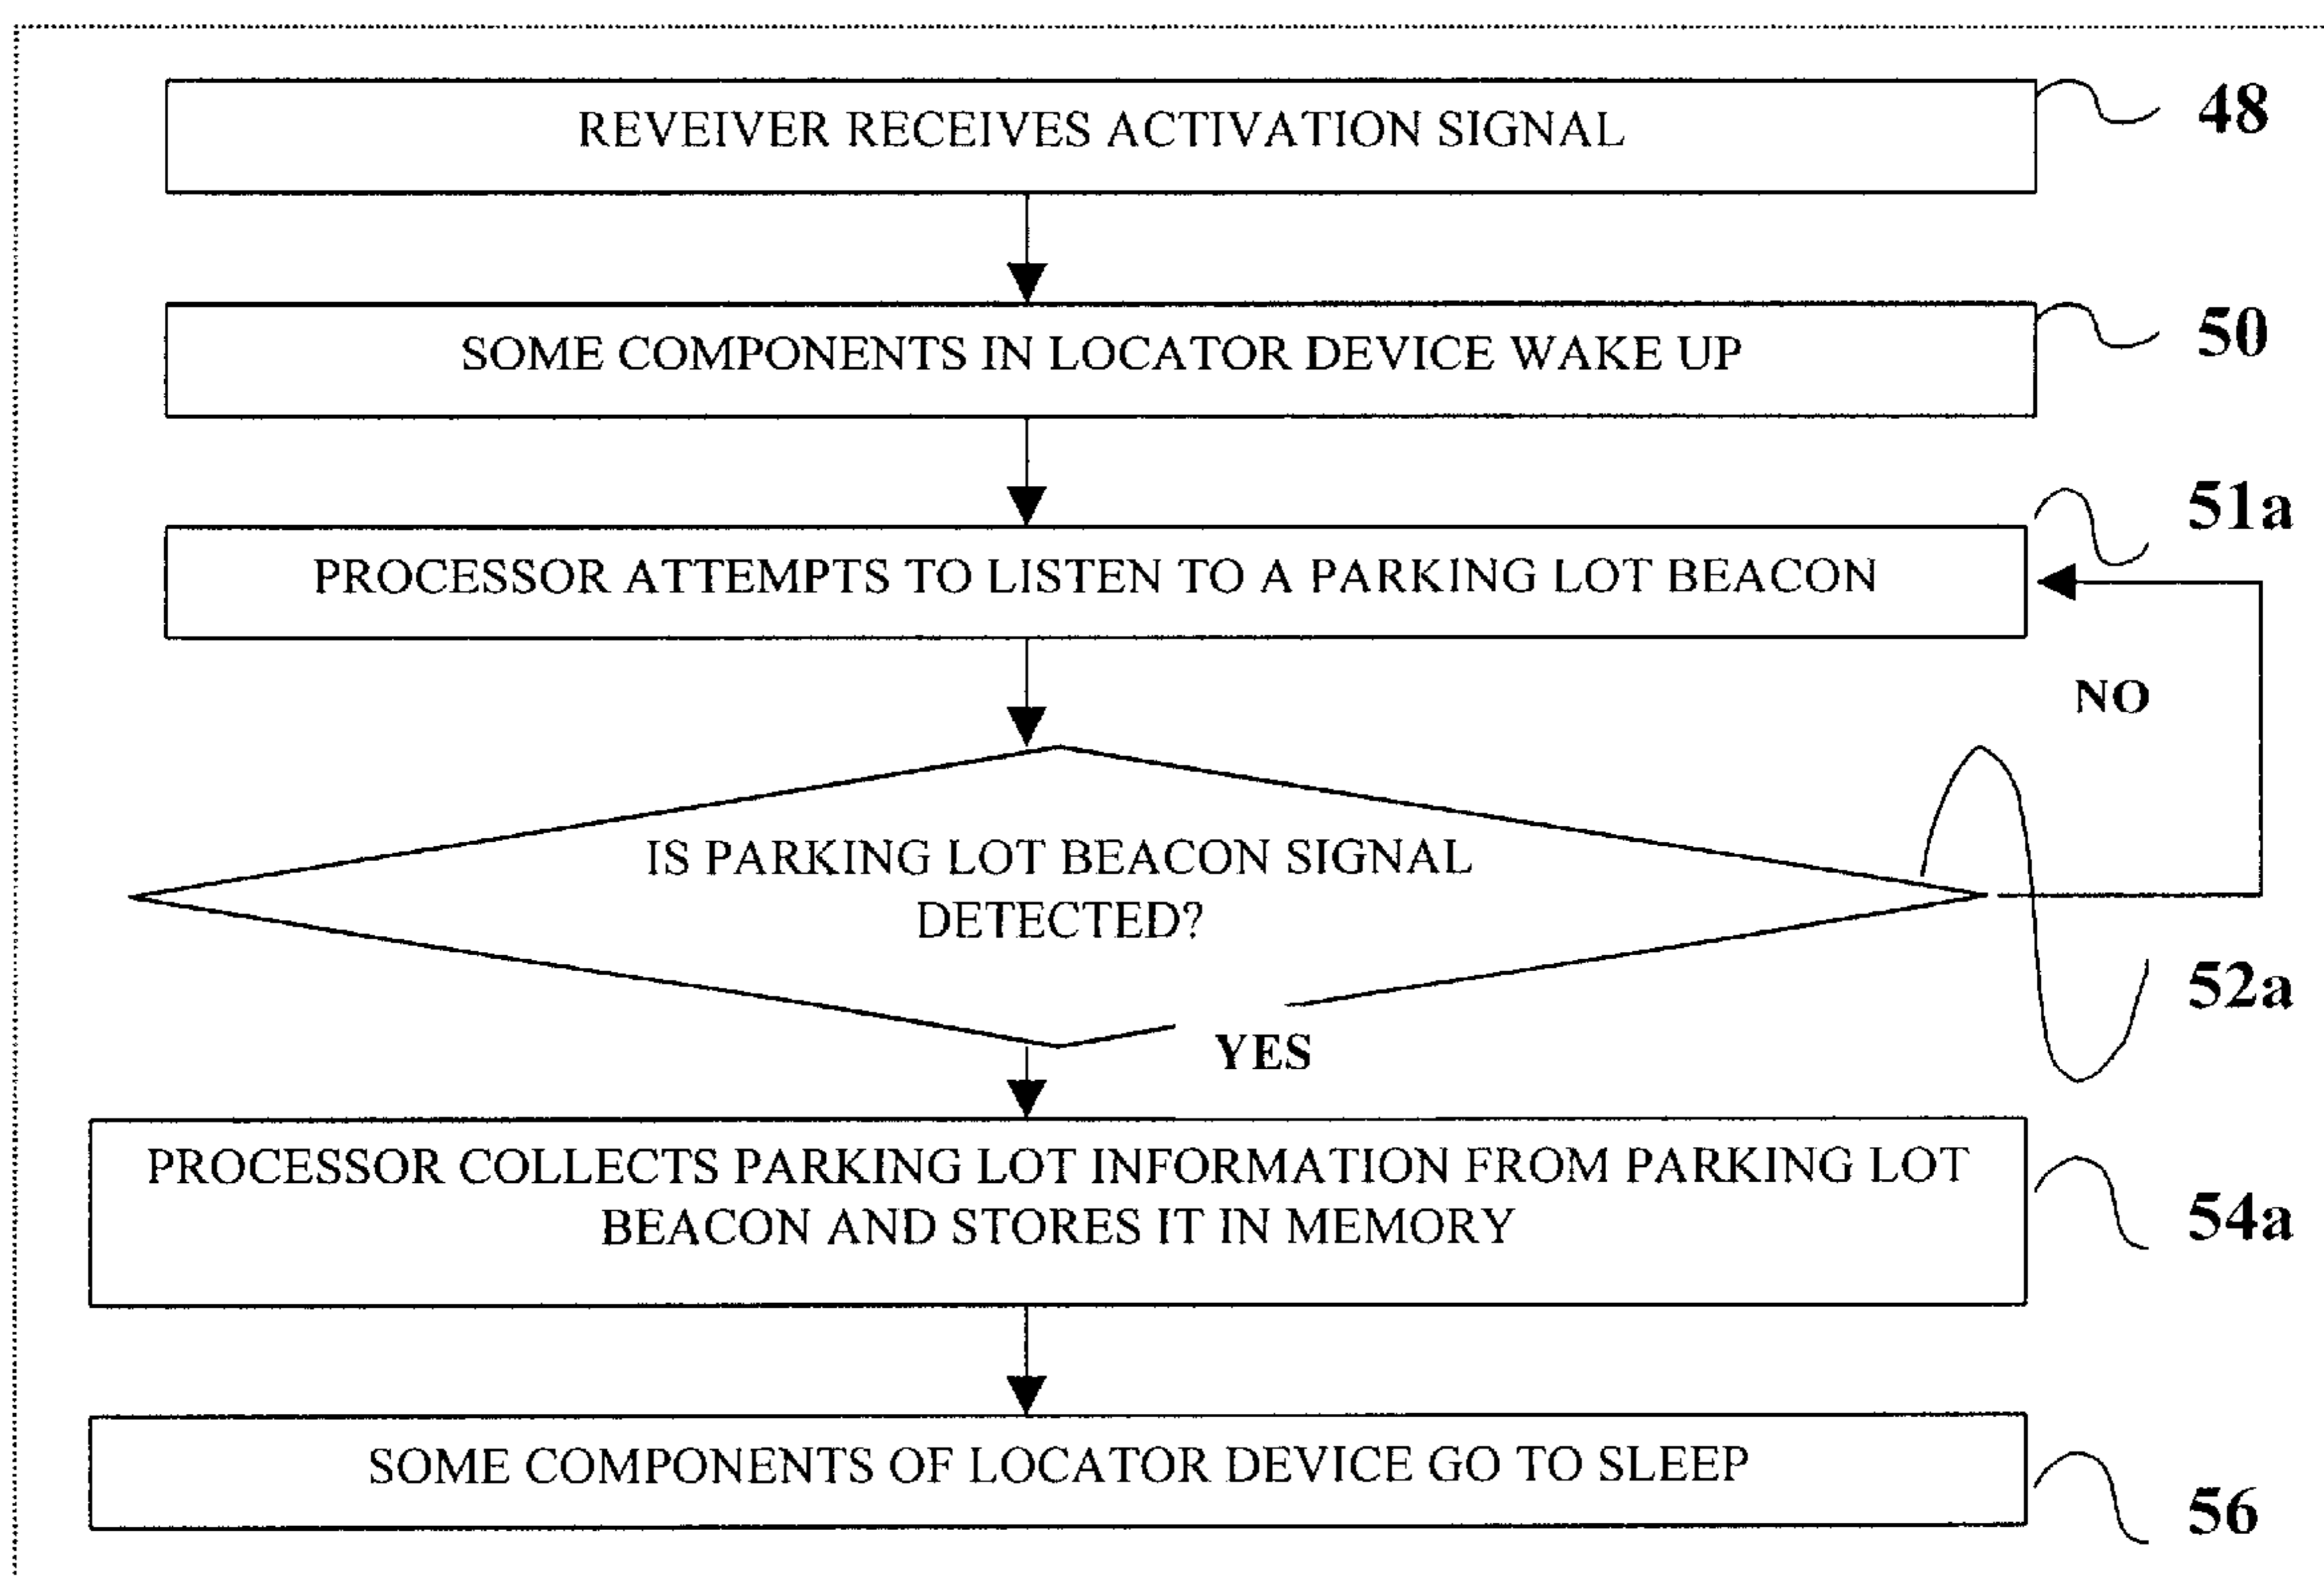 REVEIVER RECEIVES ACTIVATION SIGNAL
48
SOME COMPONENTS IN LOCATOR DEVICE WAKE UP
50
51a
PROCESSOR ATTEMPTS TO LISTEN TO A PARKING LOT BEACON
NO
IS PARKING LOT BEACON SIGNAL
DETECTED?
52a
YES
PROCESSOR COLLECTS PARKING LOT INFORMATION FROM PARKING LOT
BEACON AND STORES IT IN MEMORY
54a
SOME COMPONENTS OF LOCATOR DEVICE GO TO SLEEP
56